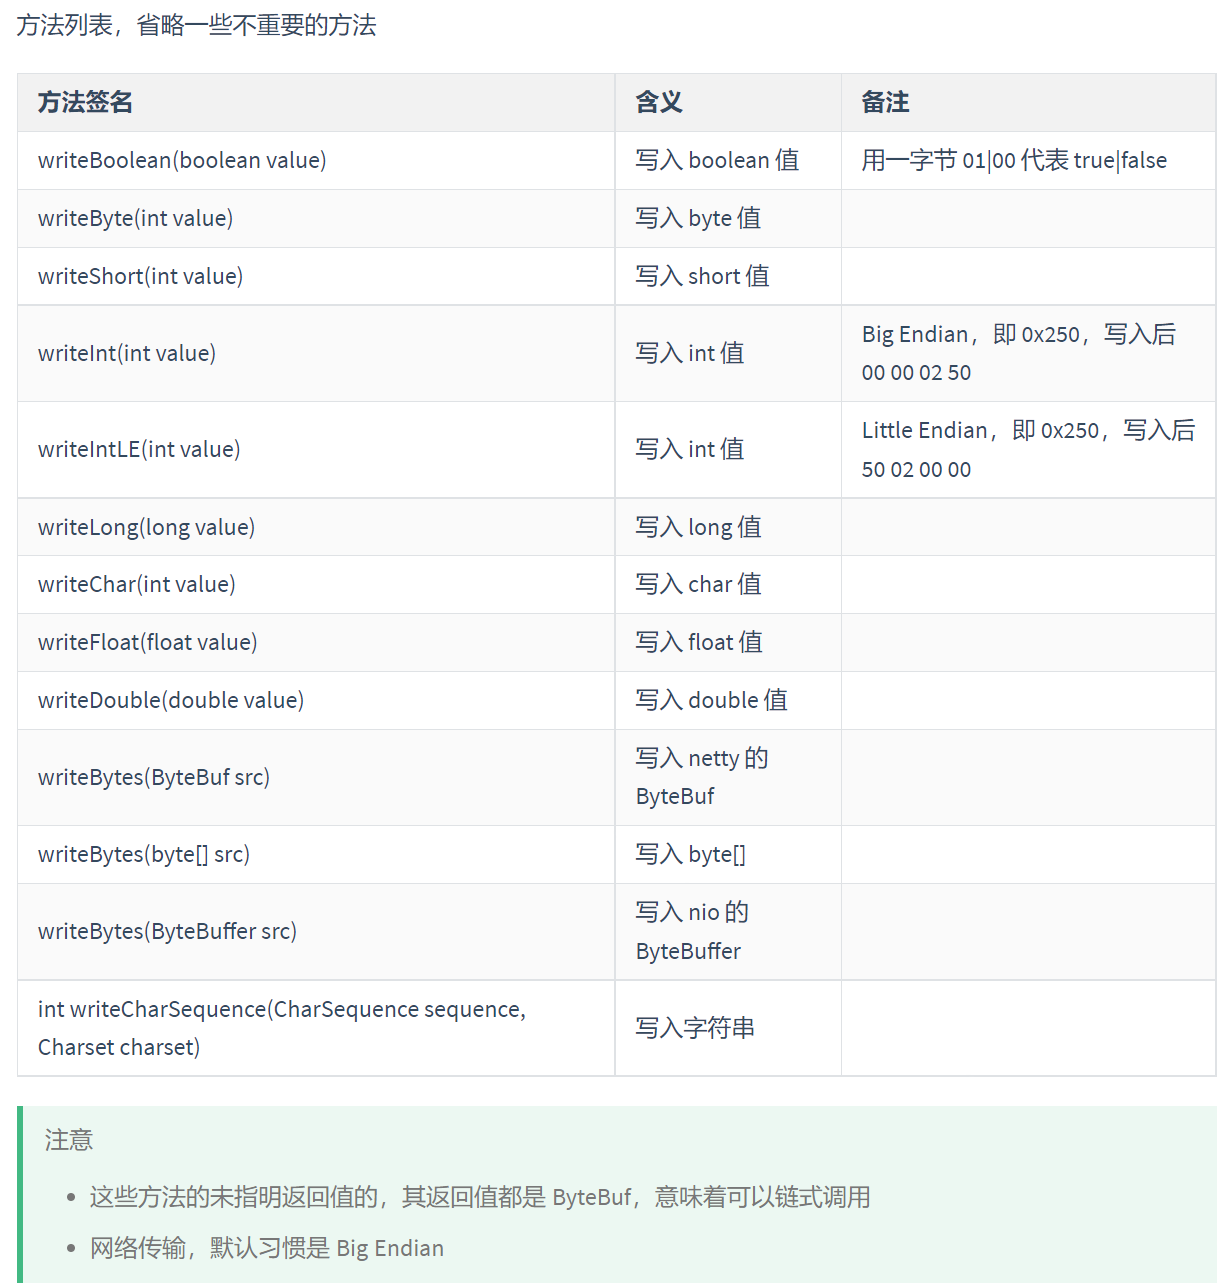 方法列表，省略一些不重要的方法
方法签名 含义 备注
writeBoolean(boolean value) 写入 boolean 值 用一字节 01|00 代表 true|false
writeByte(int value) 写入 byte 值
writeShort(int value) 写入 short 值
writeInt(int value) 写入 int 值 Big Endian，即 0x250，写入后
00 00 02 50
writeIntLE(int value) 写入 int 值 Little Endian，即 0x250，写入后
50 02 00 00
writeLong(long value) 写入 long 值
writeChar(int value) 写入 char 值
writeFloat(float value) 写入 float 值
writeDouble(double value) 写入 double 值
writeBytes(ByteBuf src) 写入 netty 的
ByteBuf
writeBytes(byte[] src) 写入 byte[]
writeBytes(ByteBuffer src) 写入 nio 的
ByteBuffer
int writeCharSequence(CharSequence sequence,
Charset charset) 写入字符串
注意
• 这些方法的未指明返回值的，其返回值都是 ByteBuf，意味着可以链式调用
• 网络传输，默认习惯是 Big Endian